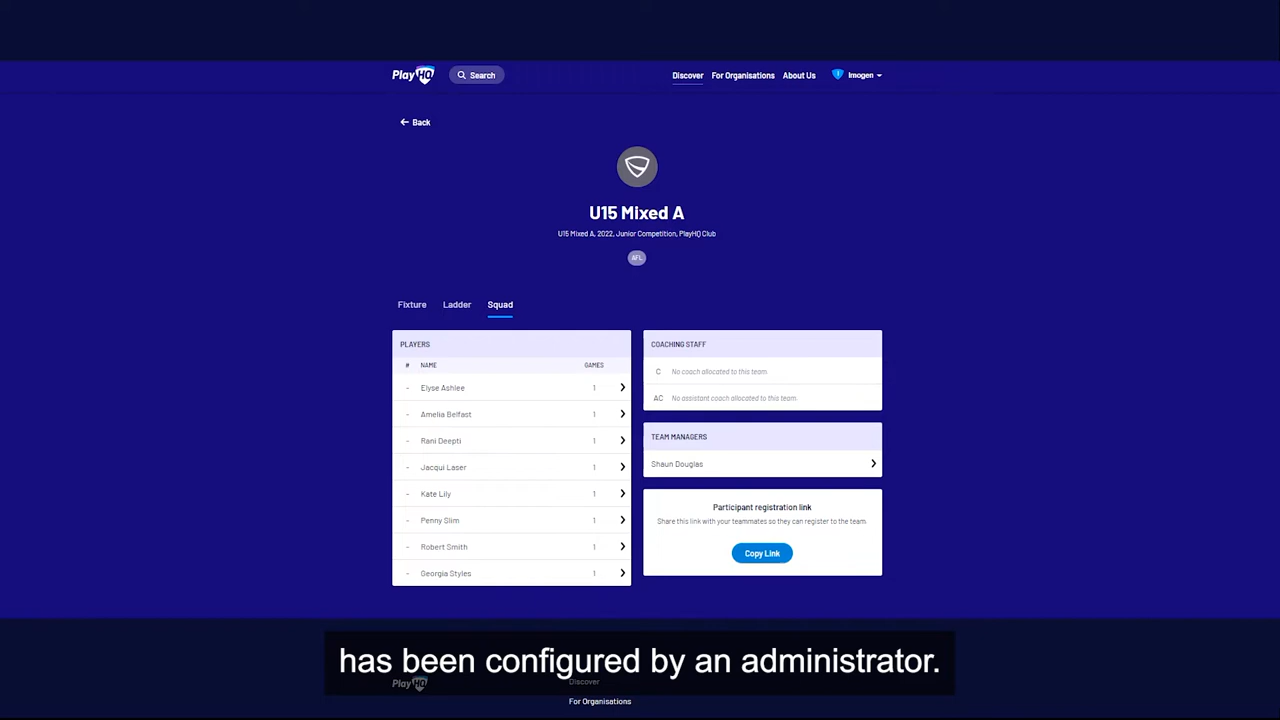 PlayHQ Search Discover For Organisations About Us Imogen
Back
U15 Mixed A
U15 Mixed A, 2022, Junior Competition, PlayHQ Club
AFL
Fixture Ladder Squad
PLAYERS
# NAME GAMES
- Elyse Ashlee 1
- Amelia Belfast 1
- Rani Deepti 1
- Jacqui Laser 1
- Kate Lily 1
- Penny Slim 1
- Robert Smith 1
- Georgia Styles 1
COACHING STAFF
C No coach allocated to this team.
AC No assistant coach allocated to this team.
TEAM MANAGERS
Shaun Douglas
Participant registration link
Share this link with your teammates so they can register to the team.
Copy Link
has been configured by an administrator.
PlayHQ Discover
For Organisations